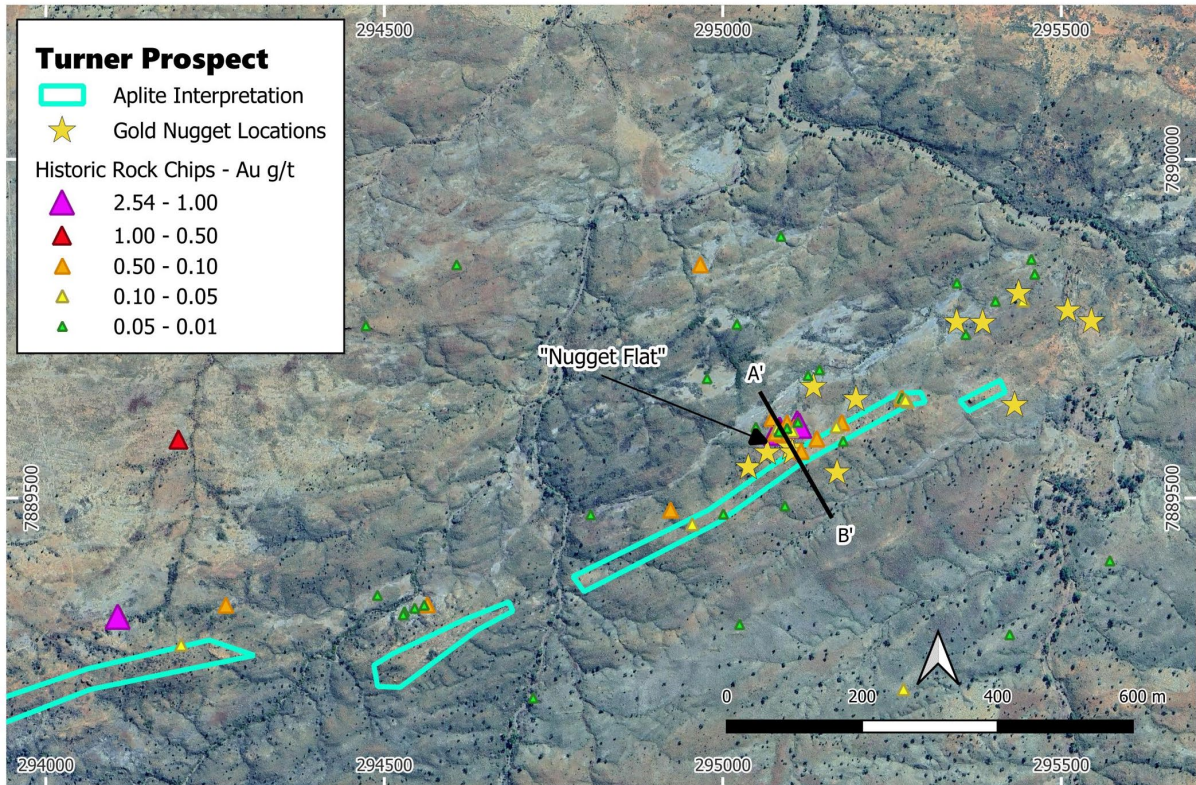 294500
295000
295500
Turner Prospect
Aplite Interpretation
Gold Nugget Locations
Historic Rock Chips - Au g/t
2.54 - 1.00
1.00 - 0.50
0.50 - 0.10
0.10 - 0.05
0.05 - 0.01
7890000
"Nugget Flat"
A'
B'
7889500
7889500
0
200
400
600 m
294000
294500
295000
295500